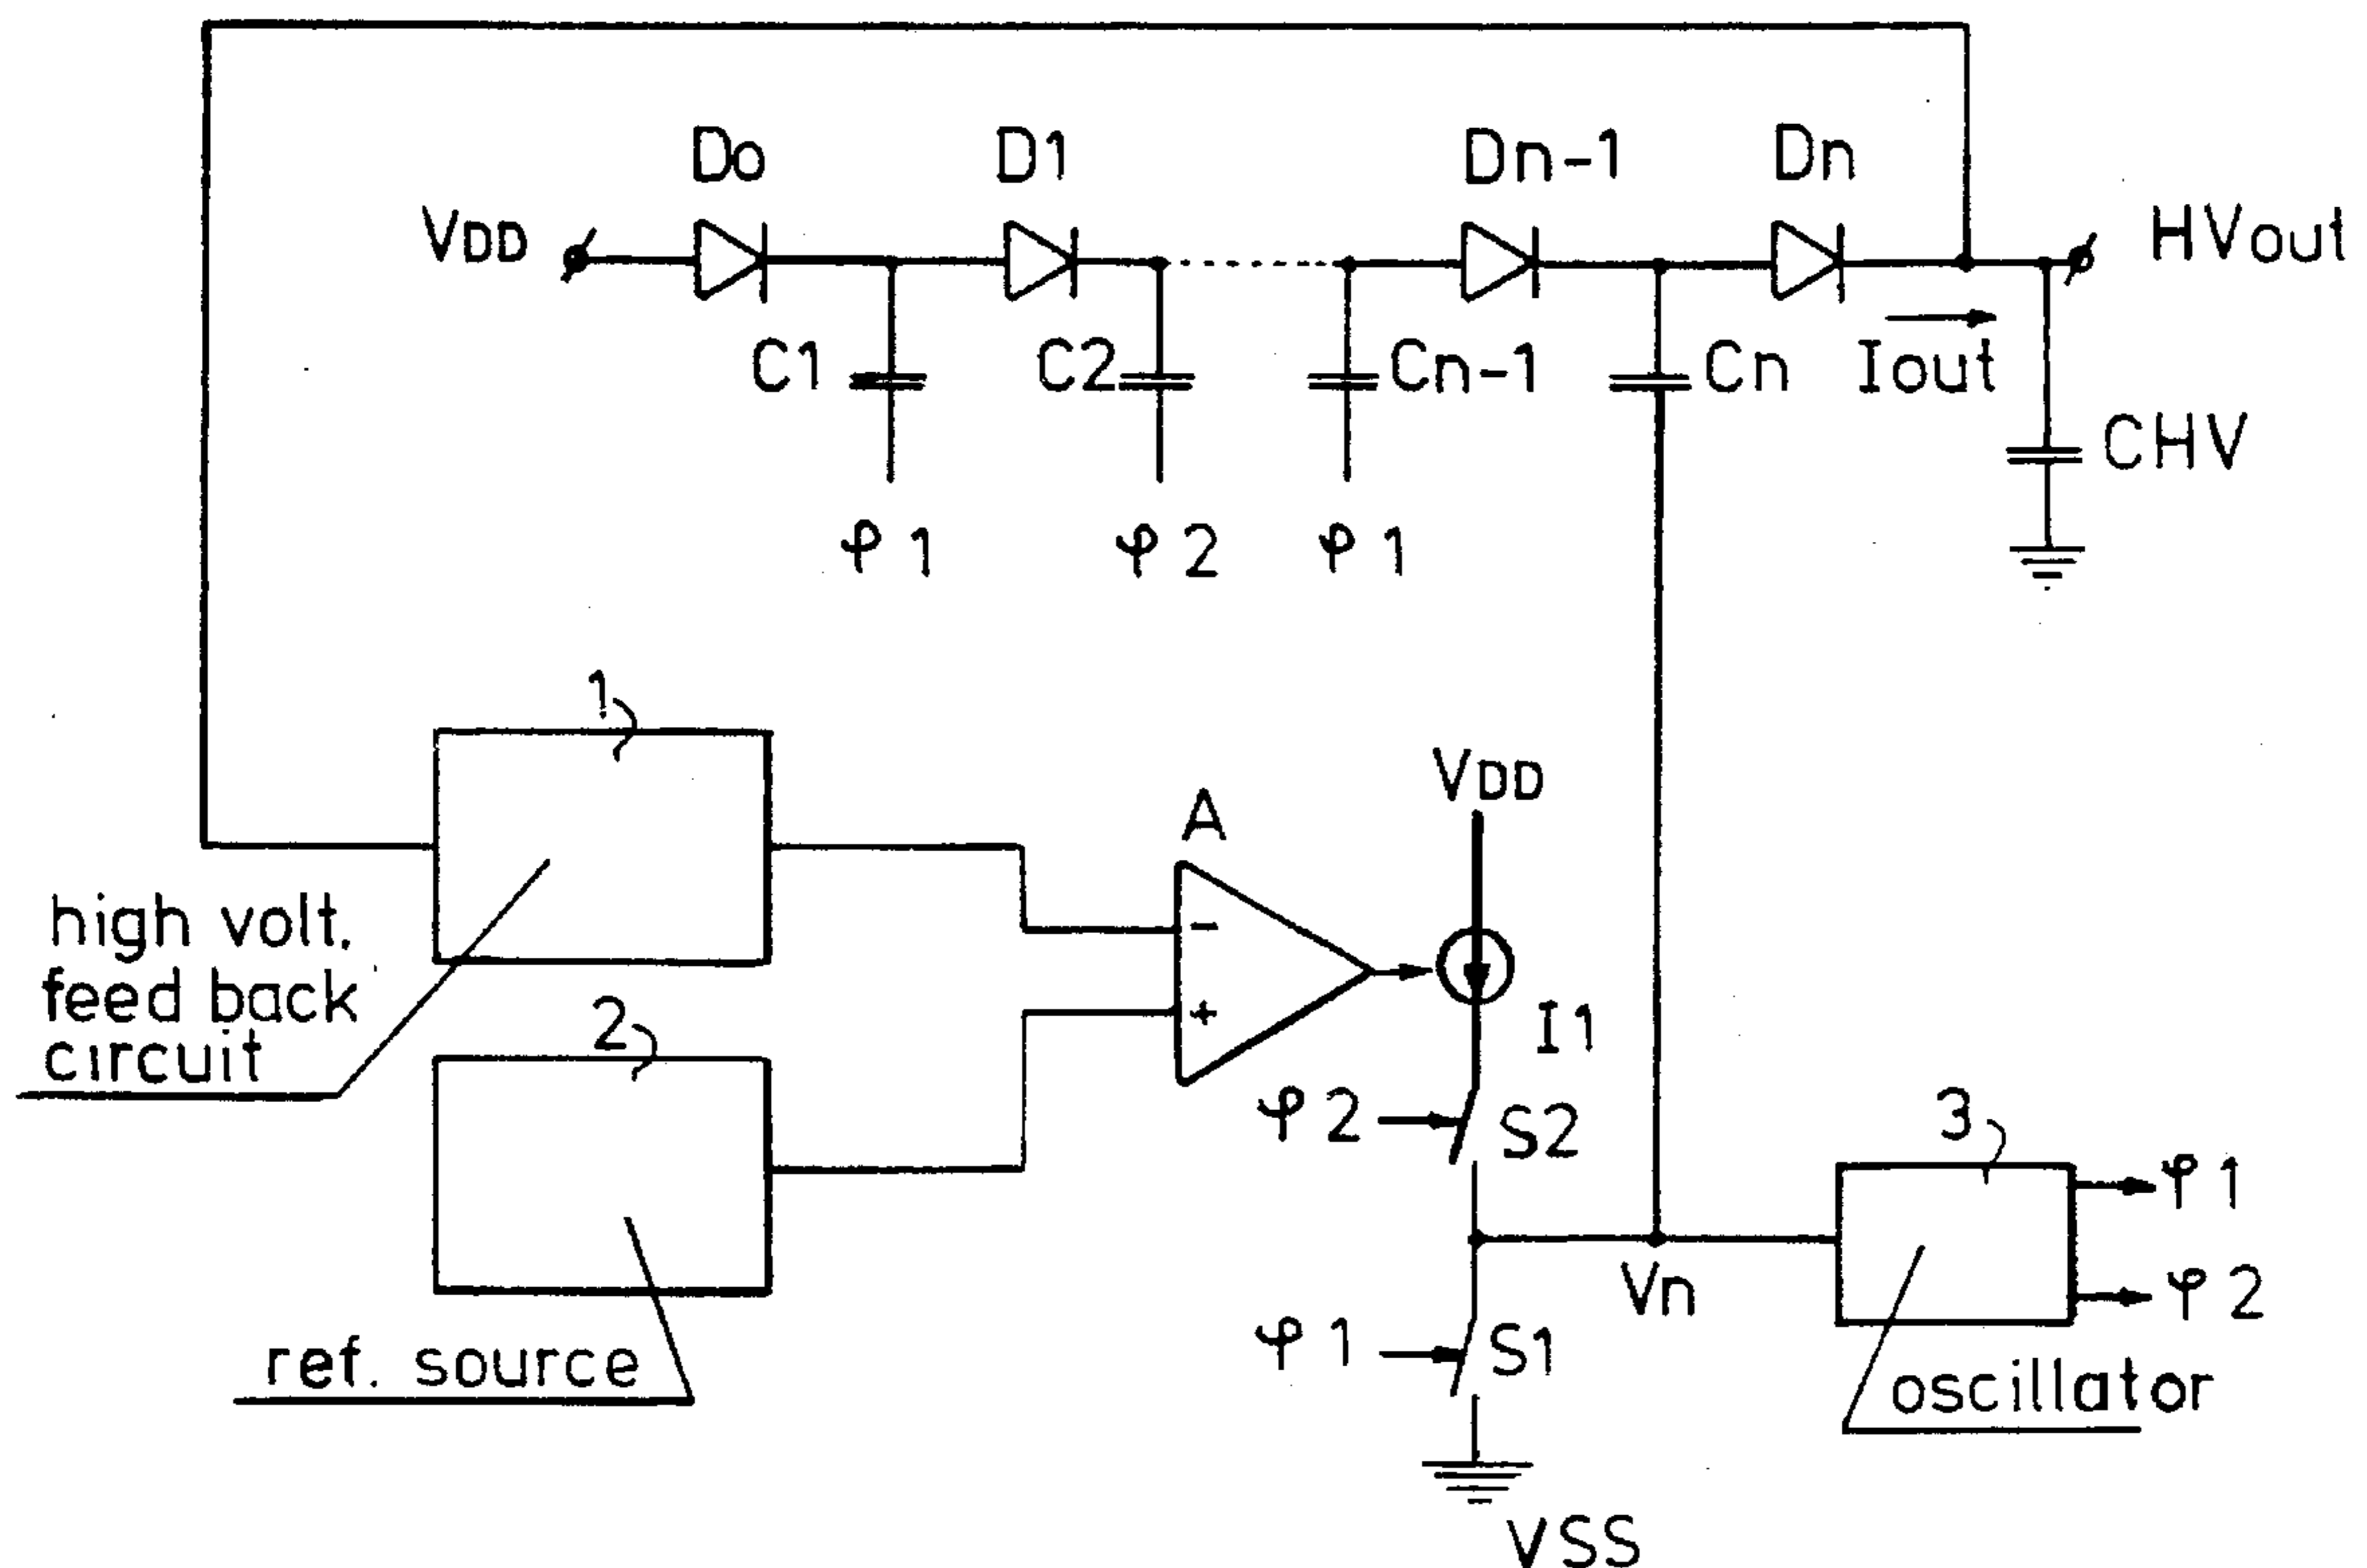 Do D1 Dn-1 Dn
VDD HVout
C1 C2 Cn-1 Cn Iout
CHV
φ1 φ2 φ1
1
VDD
A
high volt.
feed back
circuit
-
2
+
I1
φ2 S2
3
φ1
Vn
φ2
φ1 S1
ref. source
oscillator
VSS